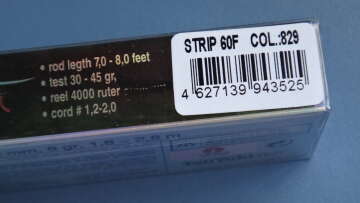 • rod legth 7,0 - 8,0 feet
• test 30 - 45 gr,
• reel 4000 ruter
• cord # 1,2-2,0
STRIP 60F COL.:829
4 627139 943525